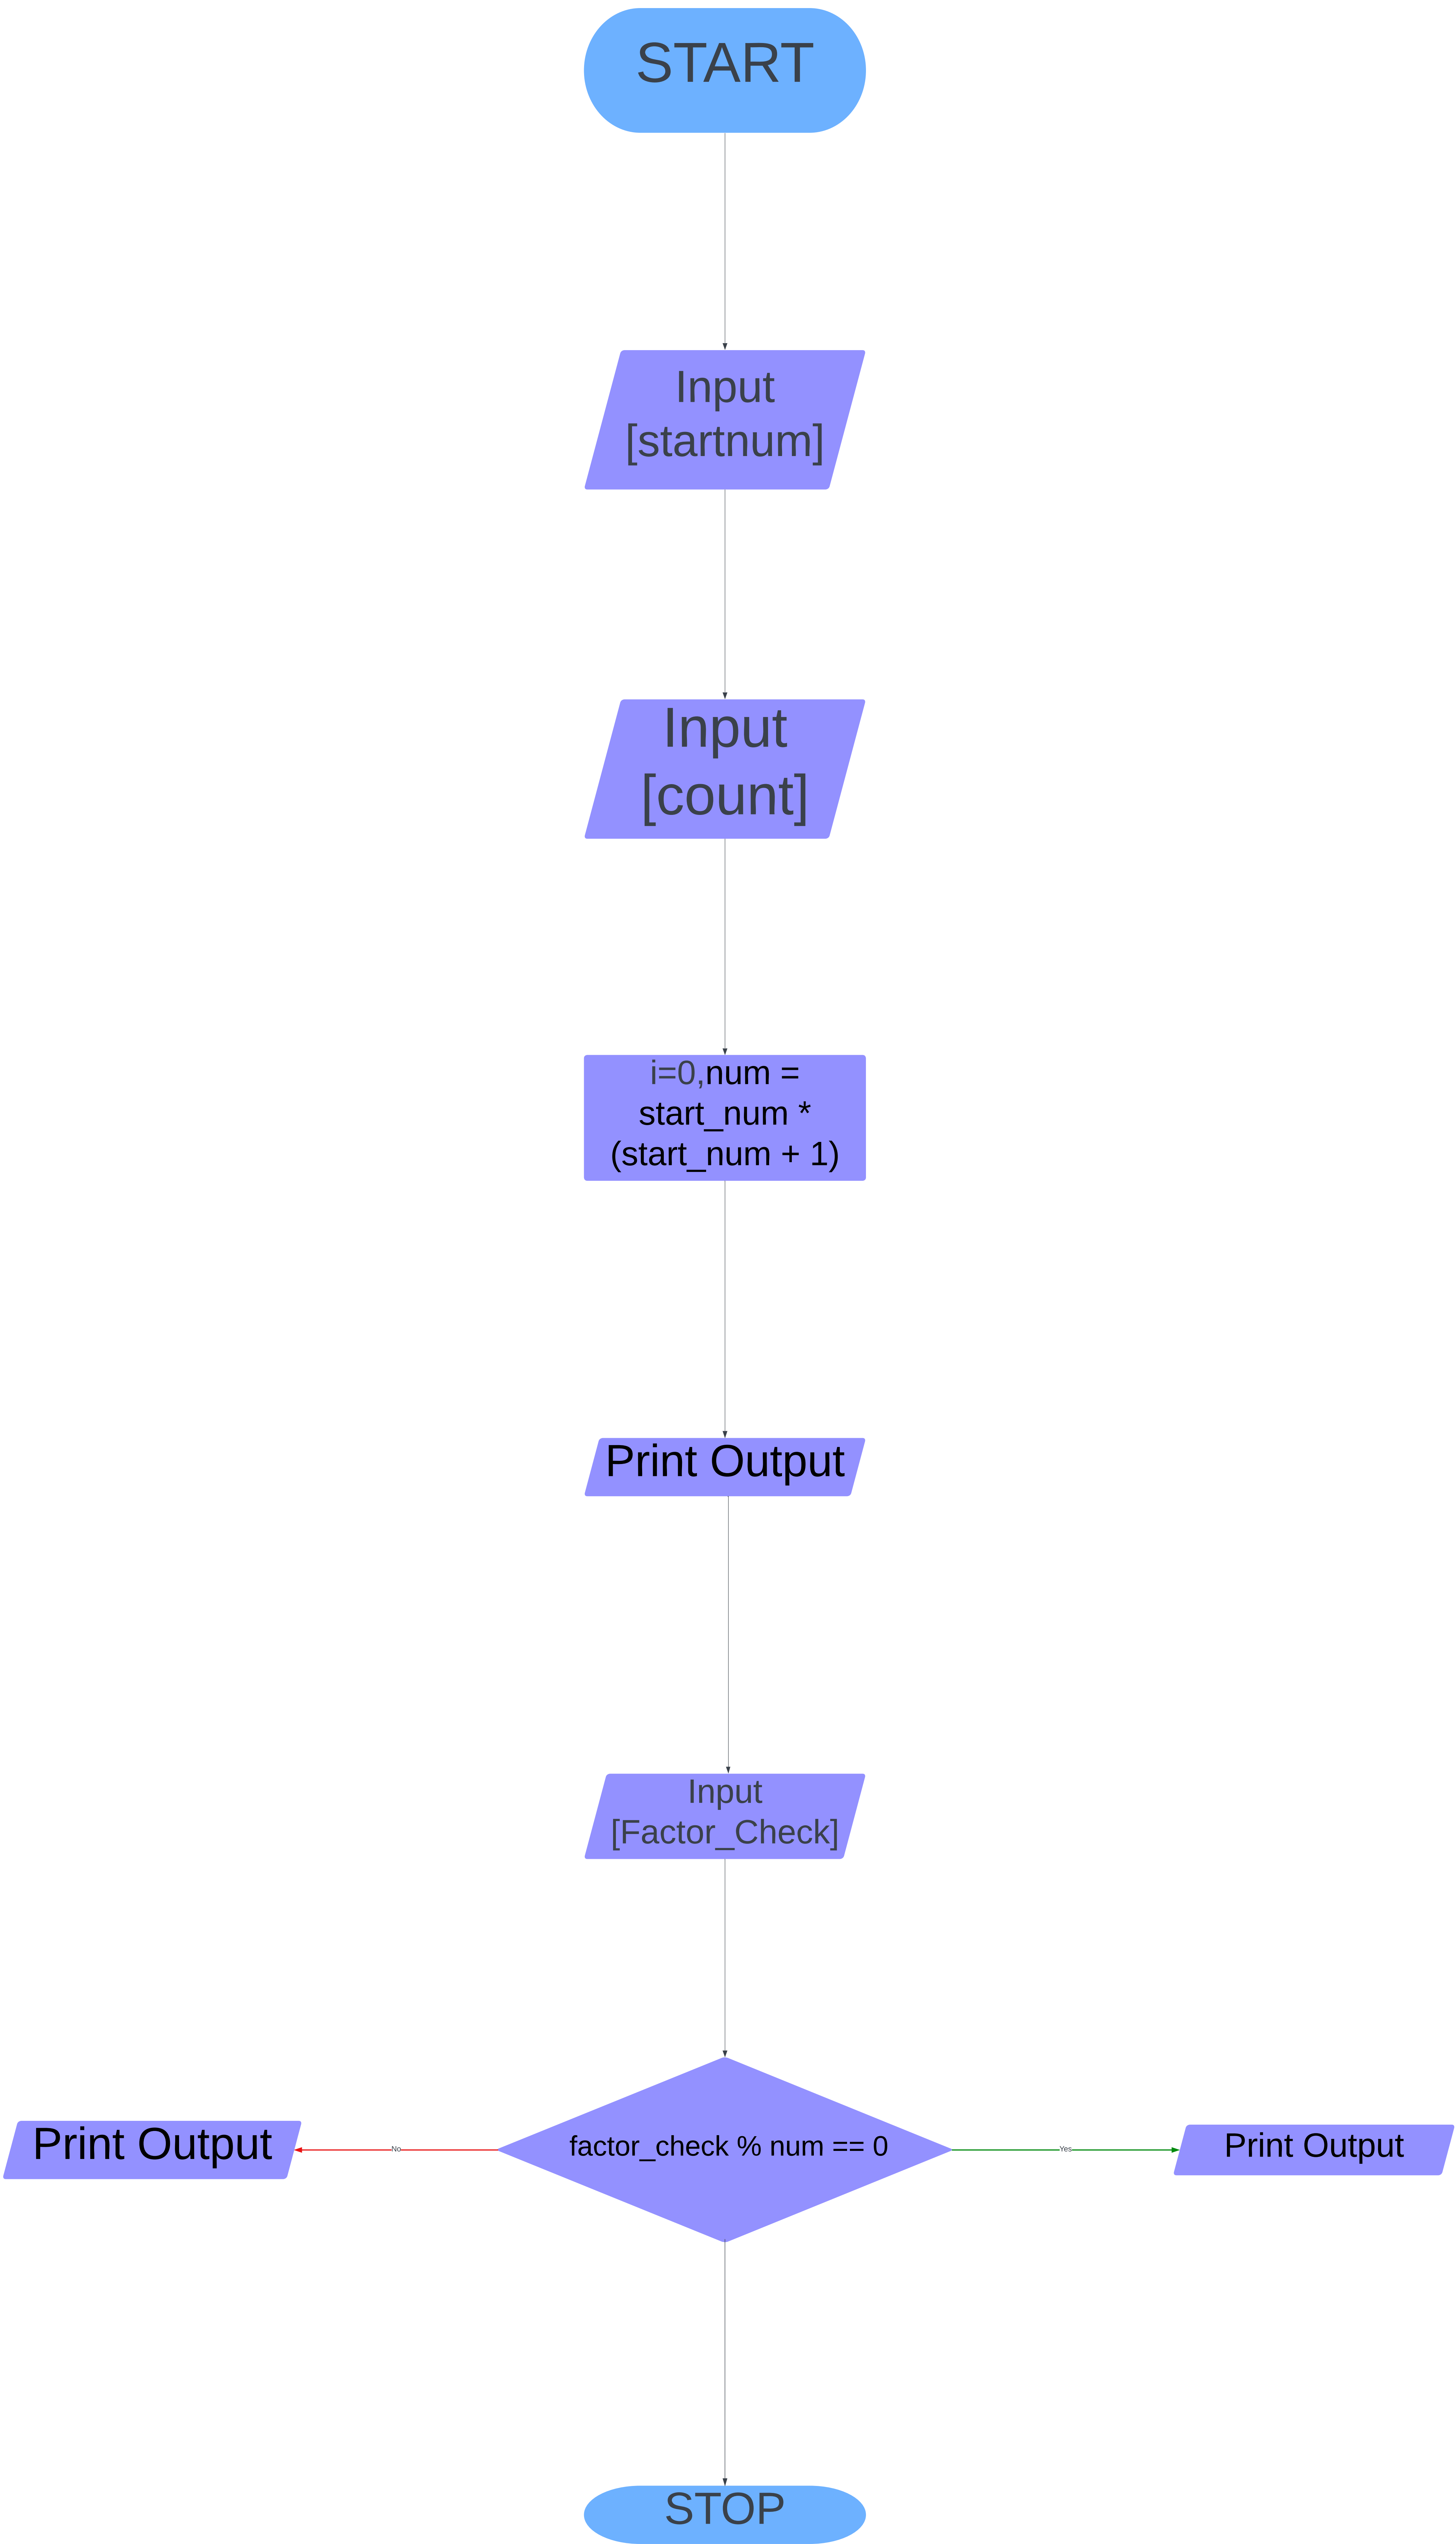 START
Input
[startnum]
Input
[count]
i=0,num =
start_num *
(start_num + 1)
Print Output
Input
[Factor_Check]
Print Output
No
factor_check % num == 0
Yes
Print Output
STOP